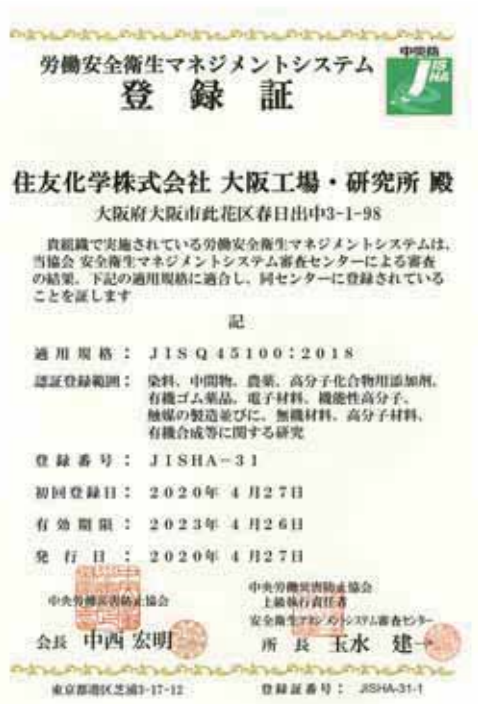 中央防
JISHA
労働安全衛生マネジメントシステム
登録証
住友化学株式会社 大阪工場・研究所 殿
大阪府大阪市此花区春日出中3-1-98
貴組織で実施されている労働安全衛生マネジメントシステムは、
当協会 安全衛生マネジメントシステム審査センターによる審査
の結果、下記の適用規格に適合し、同センターに登録されている
ことを証します
記
適用規格： JISQ45100：2018
認証登録範囲： 染料、中間物、農薬、高分子化合物用添加剤、
有機ゴム薬品、電子材料、機能性高分子、
触媒の製造並びに、無機材料、高分子材料、
有機合成等に関する研究
登録番号： JISHA-31
初回登録日： 2020年 4月27日
有効期限： 2023年 4月26日
発行日： 2020年 4月27日
中央労働災害防止協会
会長 中西 宏明
中央労働災害防止協会
上級執行責任者
安全衛生マネジメントシステム審査センター
所長 玉水 建一
東京都港区芝浦3-17-12
登録証番号： JISHA-31-1